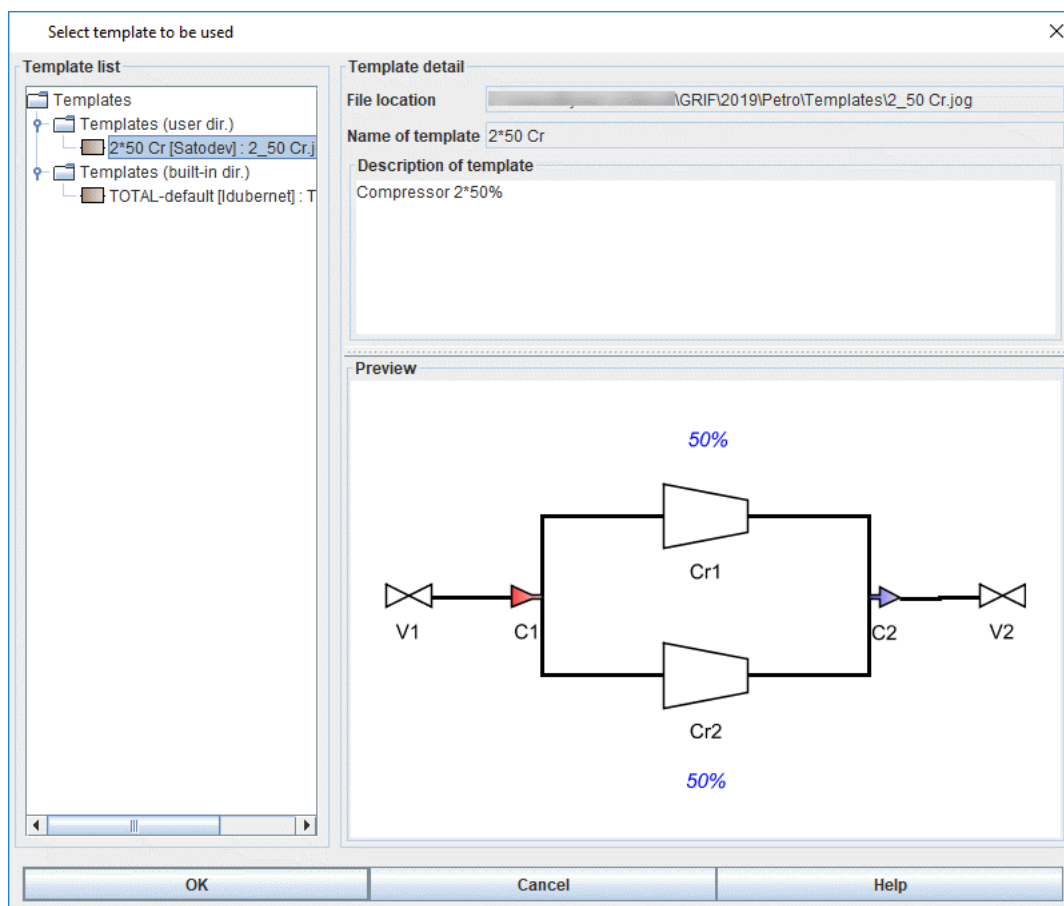 Select template to be used
Template list
Templates
Templates (user dir.)
2*50 Cr [Satodev] : 2_50 Cr.j
Templates (built-in dir.)
TOTAL-default [ldubernet] : T
Template detail
File location
\GRIF\2019\Petro\Templates\2_50 Cr.jog
Name of template 2*50 Cr
Description of template
Compressor 2*50%
Preview
50%
Cr1
V1 C1 C2 V2
Cr2
50%
OK Cancel Help